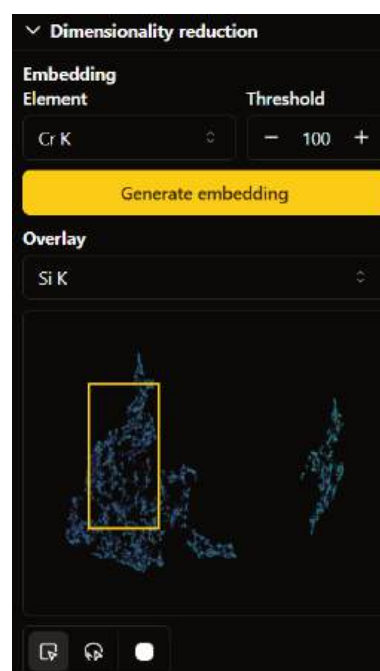 Dimensionality reduction
Embedding
Element Threshold
Cr K − 100 +
Generate embedding
Overlay
Si K